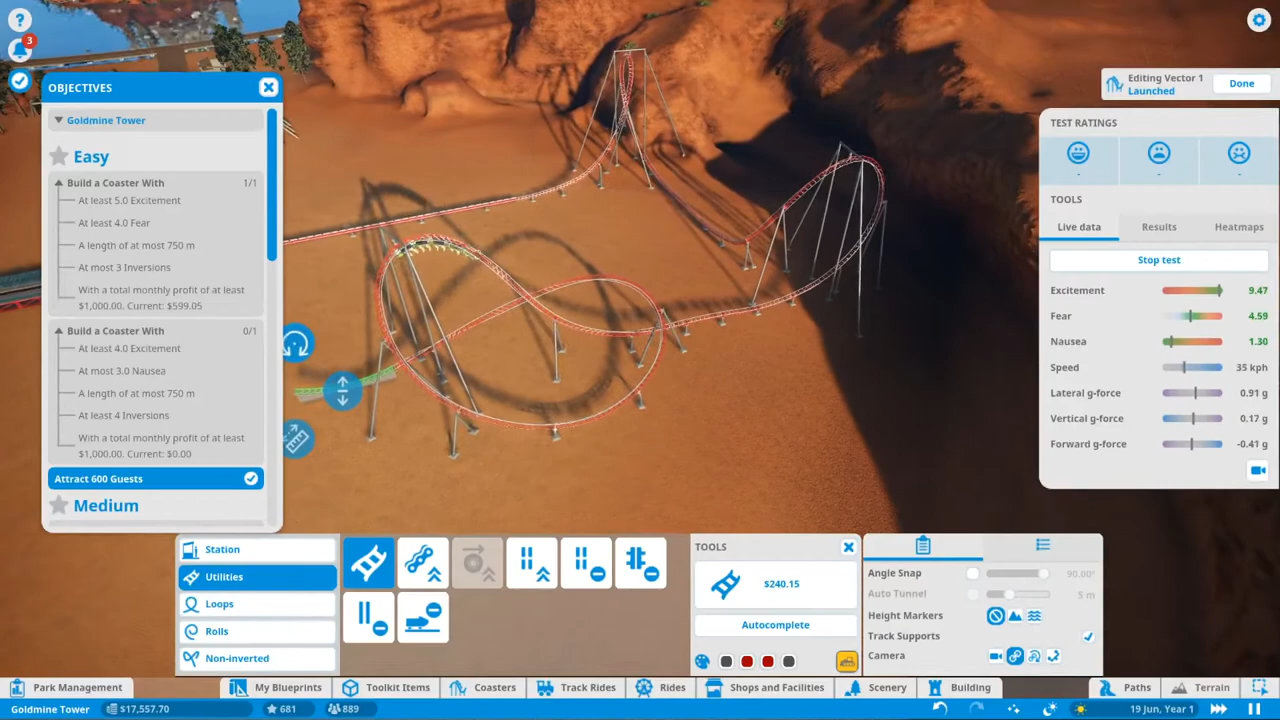 ?
3
OBJECTIVES
Goldmine Tower
Easy
Build a Coaster With 1/1
At least 5.0 Excitement
At least 4.0 Fear
A length of at most 750 m
At most 3 Inversions
With a total monthly profit of at least
$1,000.00. Current: $599.05
Build a Coaster With 0/1
At least 4.0 Excitement
At most 3.0 Nausea
A length of at most 750 m
At least 4 Inversions
With a total monthly profit of at least
$1,000.00. Current: $0.00
Attract 600 Guests
Medium
Editing Vector 1
Launched
Done
TEST RATINGS
- - -
TOOLS
Live data Results Heatmaps
Stop test
Excitement 9.47
Fear 4.59
Nausea 1.30
Speed 35 kph
Lateral g-force 0.91 g
Vertical g-force 0.17 g
Forward g-force -0.41 g
Station
Utilities
Loops
Rolls
Non-inverted
TOOLS
$240.15
Autocomplete
Angle Snap 90.00°
Auto Tunnel 5 m
Height Markers
Track Supports
Camera
Park Management My Blueprints Toolkit Items Coasters Track Rides Rides Shops and Facilities Scenery Building Paths Terrain
Goldmine Tower $17,557.70 681 889 19 Jun, Year 1